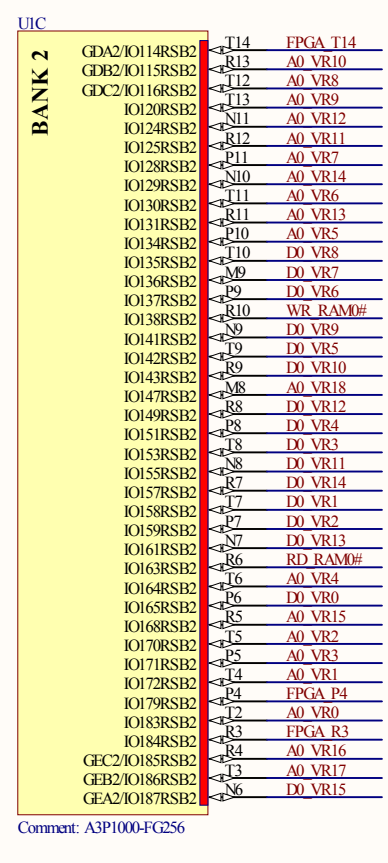 U1C
BANK 2
GDA2/IO114RSB2 T14 FPGA_T14
GDB2/IO115RSB2 R13 A0_VR10
GDC2/IO116RSB2 T12 A0_VR8
IO120RSB2 T13 A0_VR9
IO124RSB2 N11 A0_VR12
IO125RSB2 R12 A0_VR11
IO128RSB2 P11 A0_VR7
IO129RSB2 N10 A0_VR14
IO130RSB2 T11 A0_VR6
IO131RSB2 R11 A0_VR13
IO134RSB2 P10 A0_VR5
IO135RSB2 T10 D0_VR8
IO136RSB2 M9 D0_VR7
IO137RSB2 P9 D0_VR6
IO138RSB2 R10 WR_RAM0#
IO141RSB2 N9 D0_VR9
IO142RSB2 T9 D0_VR5
IO143RSB2 R9 D0_VR10
IO147RSB2 M8 A0_VR18
IO149RSB2 R8 D0_VR12
IO151RSB2 P8 D0_VR4
IO153RSB2 T8 D0_VR3
IO155RSB2 N8 D0_VR11
IO157RSB2 R7 D0_VR14
IO158RSB2 T7 D0_VR1
IO159RSB2 P7 D0_VR2
IO161RSB2 N7 D0_VR13
IO163RSB2 R6 RD_RAM0#
IO164RSB2 T6 A0_VR4
IO165RSB2 P6 D0_VR0
IO168RSB2 R5 A0_VR15
IO170RSB2 T5 A0_VR2
IO171RSB2 P5 A0_VR3
IO172RSB2 T4 A0_VR1
IO179RSB2 P4 FPGA_P4
IO183RSB2 T2 A0_VR0
IO184RSB2 R3 FPGA_R3
GEC2/IO185RSB2 R4 A0_VR16
GEB2/IO186RSB2 T3 A0_VR17
GEA2/IO187RSB2 N6 D0_VR15
Comment: A3P1000-FG256